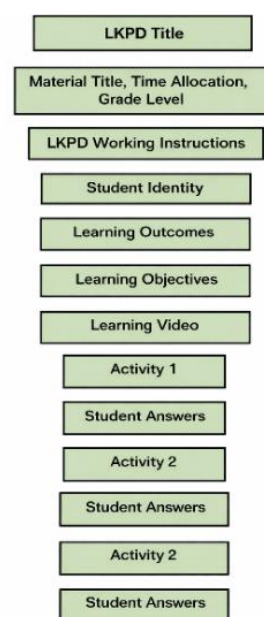 LKPD Title
Material Title, Time Allocation,
Grade Level
LKPD Working Instructions
Student Identity
Learning Outcomes
Learning Objectives
Learning Video
Activity 1
Student Answers
Activity 2
Student Answers
Activity 2
Student Answers